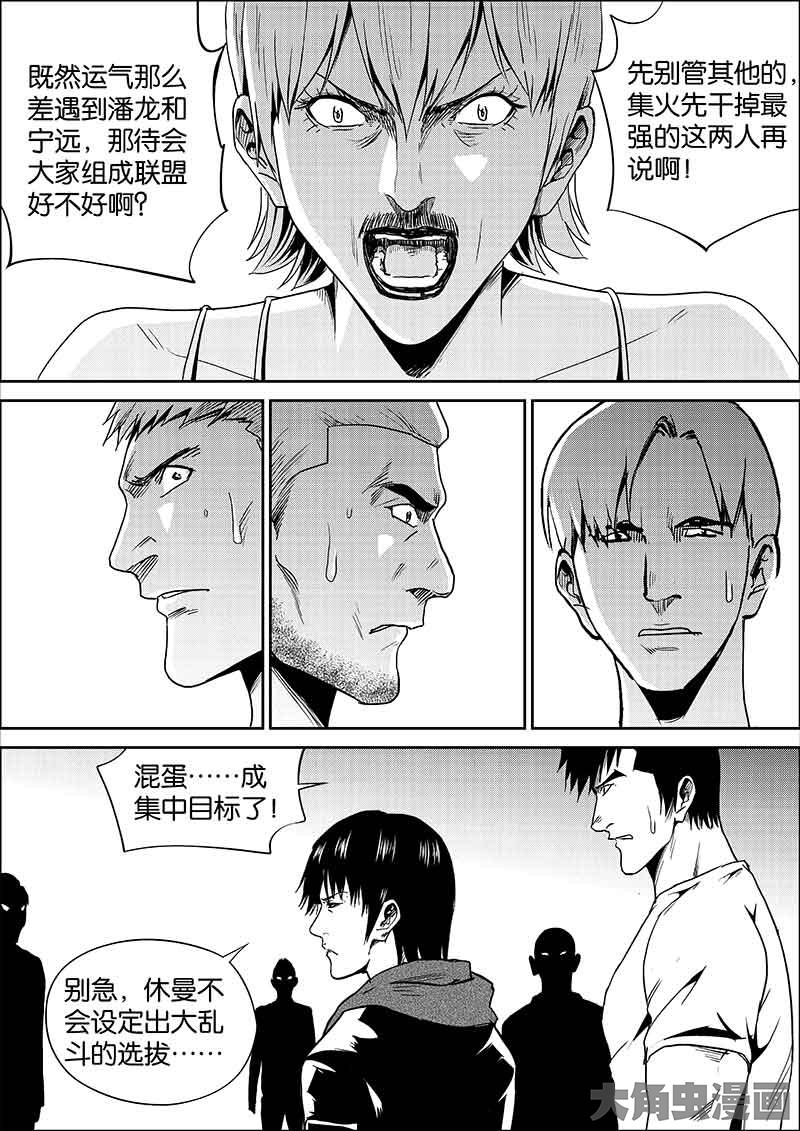 既然运气那么
差遇到潘龙和
宁远，那待会
大家组成联盟
好不好啊？
先别管其他的，
集火先干掉最
强的这两人再
说啊！
混蛋……成
集中目标了！
别急，休曼不
会设定出大乱
斗的选拔……
大角虫漫画